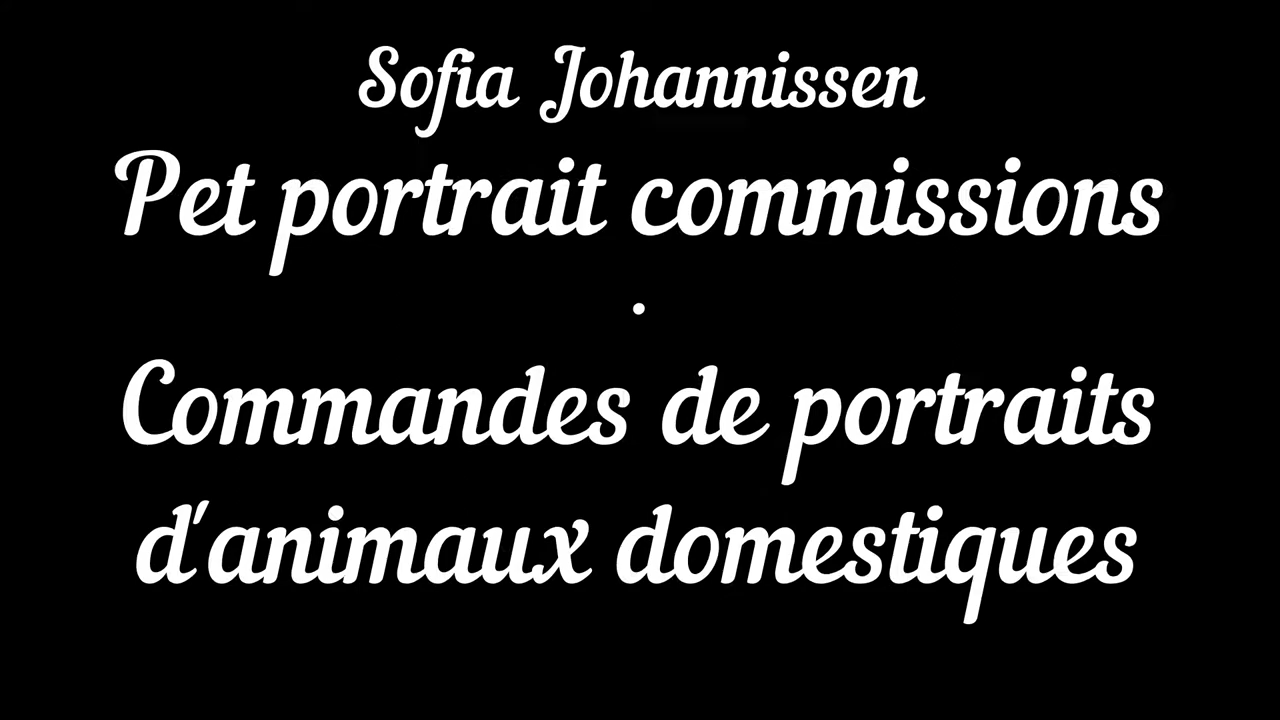 Sofia Johannissen
Pet portrait commissions
.
Commandes de portraits
d'animaux domestiques